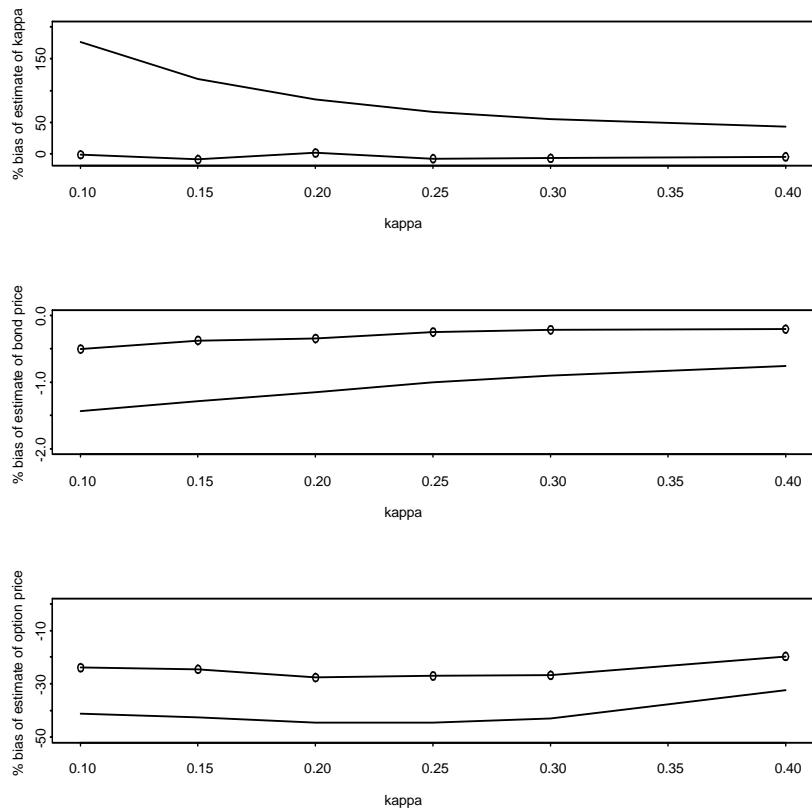 % bias of estimate of kappa
150
50
0
0.10 0.15 0.20 0.25 0.30 0.35 0.40
kappa
% bias of estimate of bond price
0.0
-1.0
-2.0
0.10 0.15 0.20 0.25 0.30 0.35 0.40
kappa
% bias of estimate of option price
-10
-30
-50
0.10 0.15 0.20 0.25 0.30 0.35 0.40
kappa